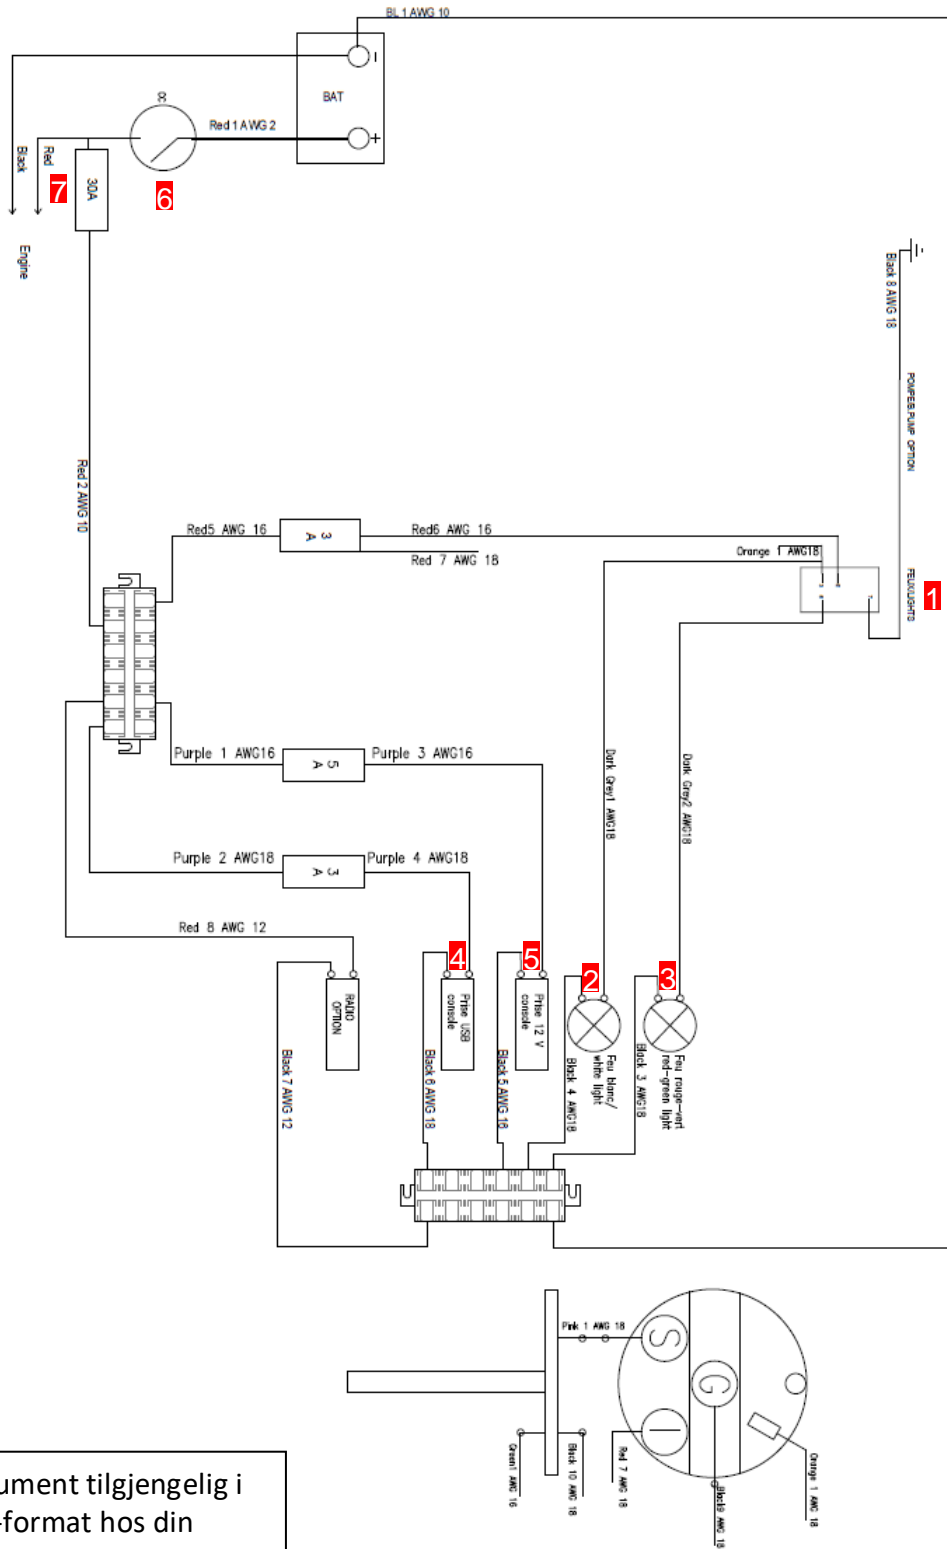 BL 1 AWG 10
-
BAT
+
oc
Red 1 AWG 2
Black
Red
7
30A
6
Engine
Black 8 AWG 18
POMPE/B.PUMP OPTION
FEUX/LIGHTS
1
Red 2 AWG 10
Red5 AWG 16
3
A
Red6 AWG 16
Red 7 AWG 18
Orange 1 AWG18
Purple 1 AWG16
5
A
Purple 3 AWG16
Dark Grey1 AWG18
Dark Grey2 AWG18
Purple 2 AWG18
3
A
Purple 4 AWG18
Red 8 AWG 12
4
5
2
3
RADIO
OPTION
Prise USB
console
Prise 12 V
console
Feu blanc/
white light
Feu rouge-vert
red-green light
Black 7 AWG 12
Black 6 AWG 18
Black 5 AWG 16
Black 4 AWG18
Black 3 AWG18
Pink 1 AWG 18
S
G
I
Green1 AWG 16
Black 10 AWG 18
Red 7 AWG 18
Black9 AWG 18
Orange 1 AWG 18
ument tilgjengelig i
-format hos din